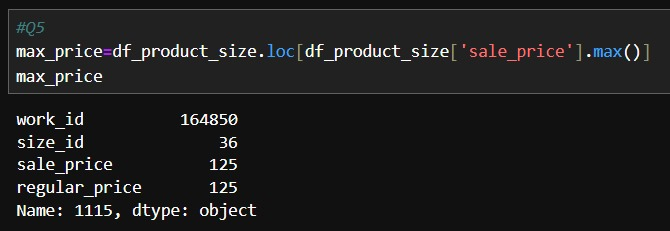 #Q5
max_price=df_product_size.loc[df_product_size['sale_price'].max()]
max_price
work_id          164850
size_id              36
sale_price          125
regular_price       125
Name: 1115, dtype: object